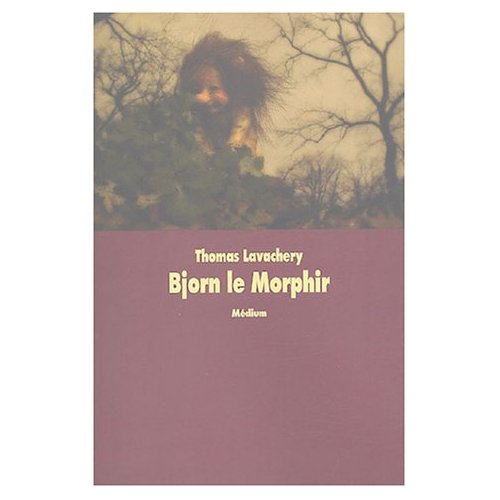 Thomas Lavachery
Bjorn le Morphir
Médium